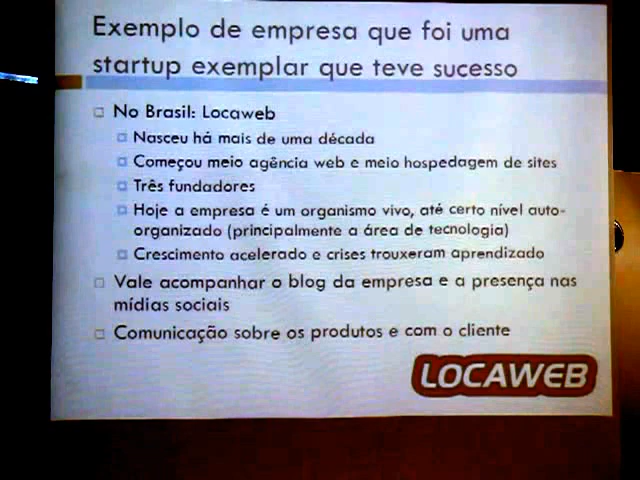 Exemplo de empresa que foi uma
startup exemplar que teve sucesso
No Brasil: Locaweb
Nasceu há mais de uma década
Começou meio agência web e meio hospedagem de sites
Três fundadores
Hoje a empresa é um organismo vivo, até certo nível auto-
organizado (principalmente a área de tecnologia)
Crescimento acelerado e crises trouxeram aprendizado
Vale acompanhar o blog da empresa e a presença nas
mídias sociais
Comunicação sobre os produtos e com o cliente
LOCAWEB